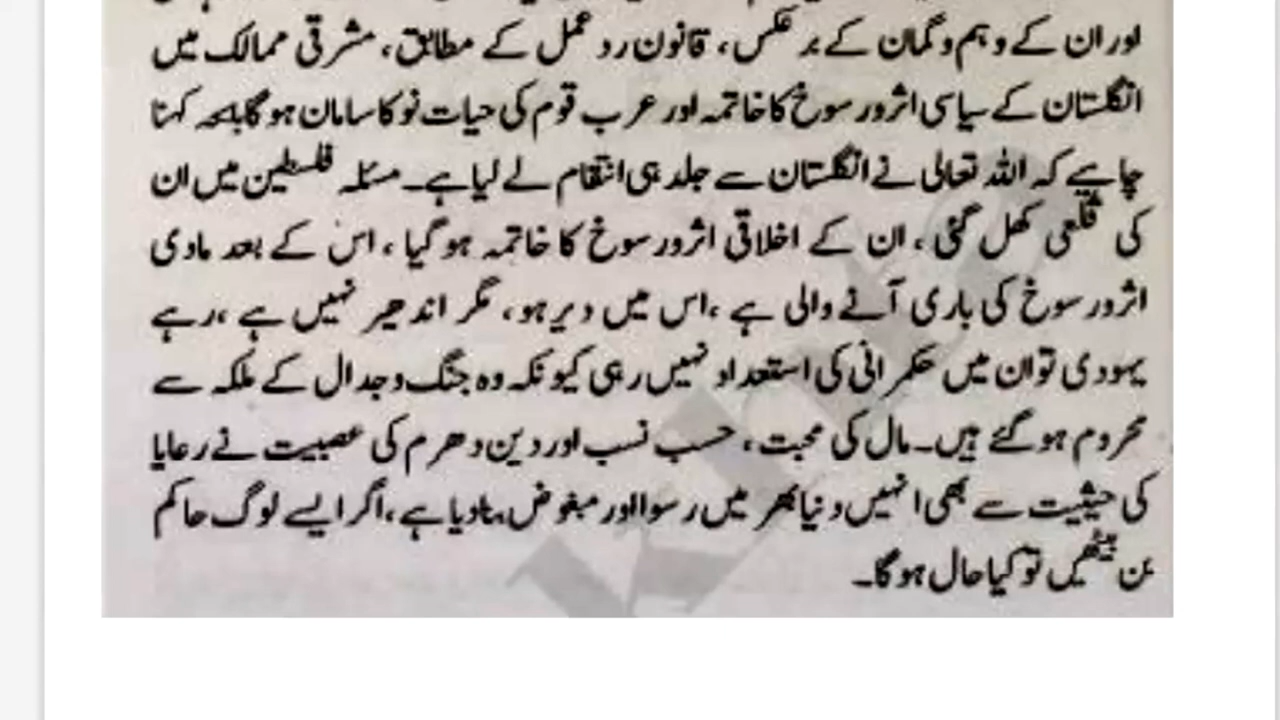 اور ان کے وہم و گمان کے بر عکس، قانون رد عمل کے مطابق، مشرقی ممالک میں
انگلستان کے سیاسی اثرورسوخ کا خاتمہ اور عرب قوم کی حیات نو کا سامان ہو گا بلکہ کہنا
چاہیے کہ اللہ تعالی نے انگلستان سے جلد ہی انتقام لے لیا ہے۔ مسئلہ فلسطین میں ان
کی قلعی کھل گئی، ان کے اخلاقی اثرورسوخ کا خاتمہ ہو گیا، اس کے بعد مادی
اثرورسوخ کی باری آنے والی ہے، اس میں دیر ہو، مگر اندھیر نہیں ہے، رہے
یہودی تو ان میں حکمرانی کی استعداد نہیں رہی کیونکہ وہ جنگ و جدال کے ملکہ سے
محروم ہو گئے ہیں۔ مال کی محبت، حسب نسب اور دین دھرم کی عصبیت نے رعایا
کی حیثیت سے بھی انہیں دنیا بھر میں رسوا اور مبغوض بنا دیا ہے، اگر ایسے لوگ حاکم
بن بیٹھیں تو کیا حال ہو گا۔